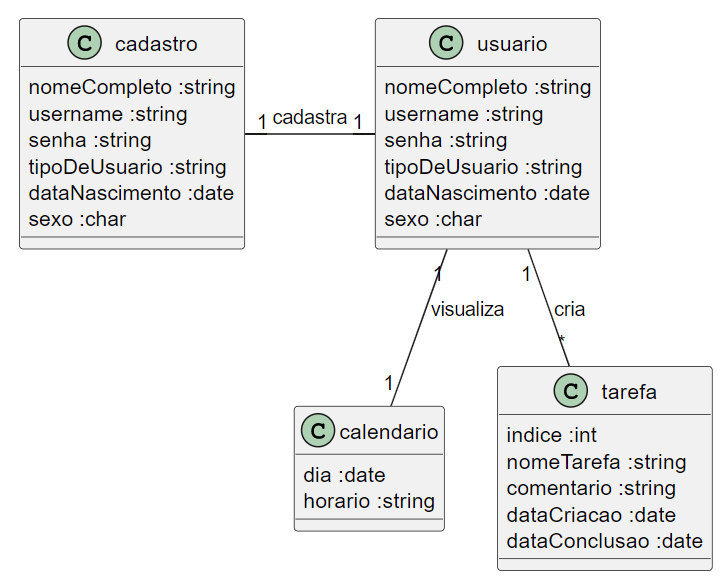 C cadastro
nomeCompleto :string
username :string
senha :string
tipoDeUsuario :string
dataNascimento :date
sexo :char
1 cadastra 1
C usuario
nomeCompleto :string
username :string
senha :string
tipoDeUsuario :string
dataNascimento :date
sexo :char
1
visualiza
1
1
cria
*
C calendario
dia :date
horario :string
C tarefa
indice :int
nomeTarefa :string
comentario :string
dataCriacao :date
dataConclusao :date